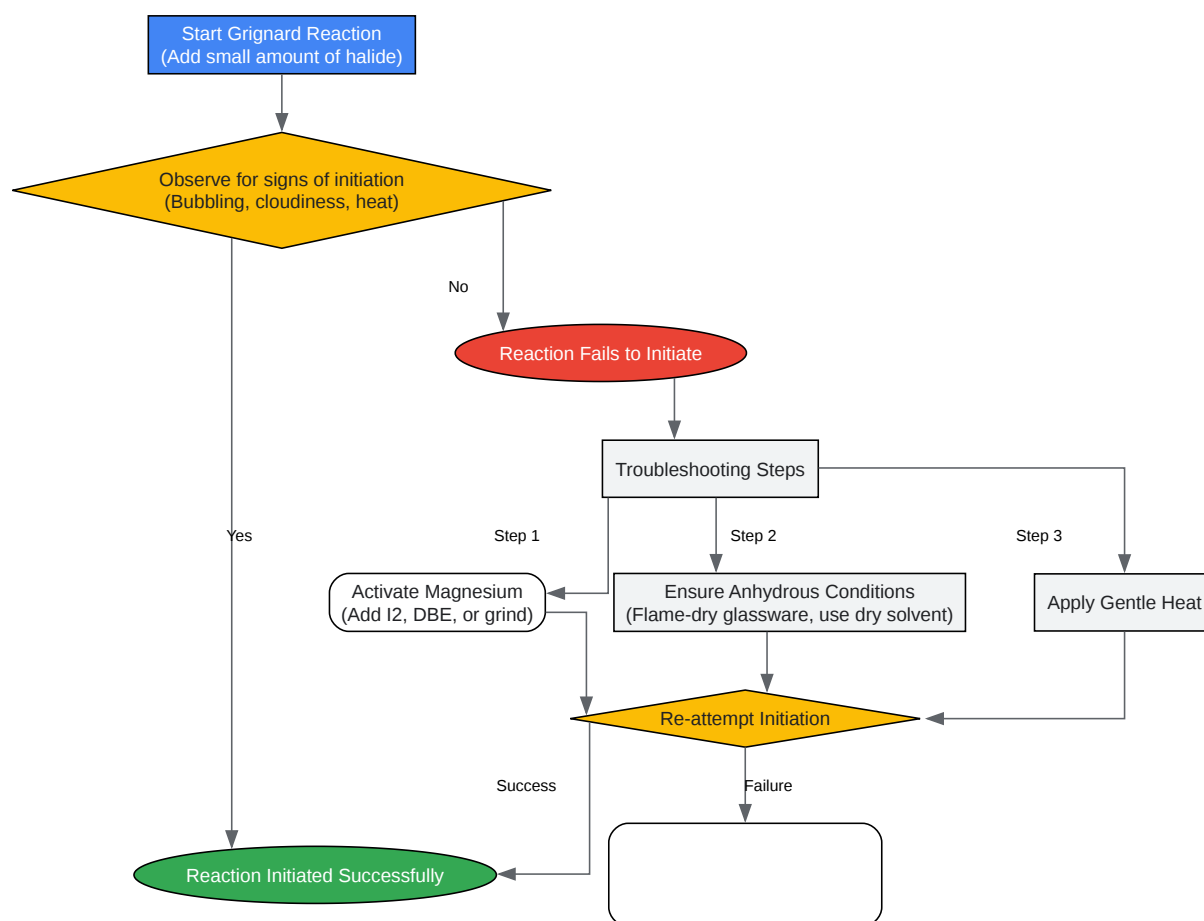 Start Grignard Reaction
(Add small amount of halide)
Observe for signs of initiation
(Bubbling, cloudiness, heat)
No
Reaction Fails to Initiate
Troubleshooting Steps
Yes
Step 1
Step 2
Step 3
Activate Magnesium
(Add I2, DBE, or grind)
Ensure Anhydrous Conditions
(Flame-dry glassware, use dry solvent)
Apply Gentle Heat
Re-attempt Initiation
Success
Failure
Reaction Initiated Successfully